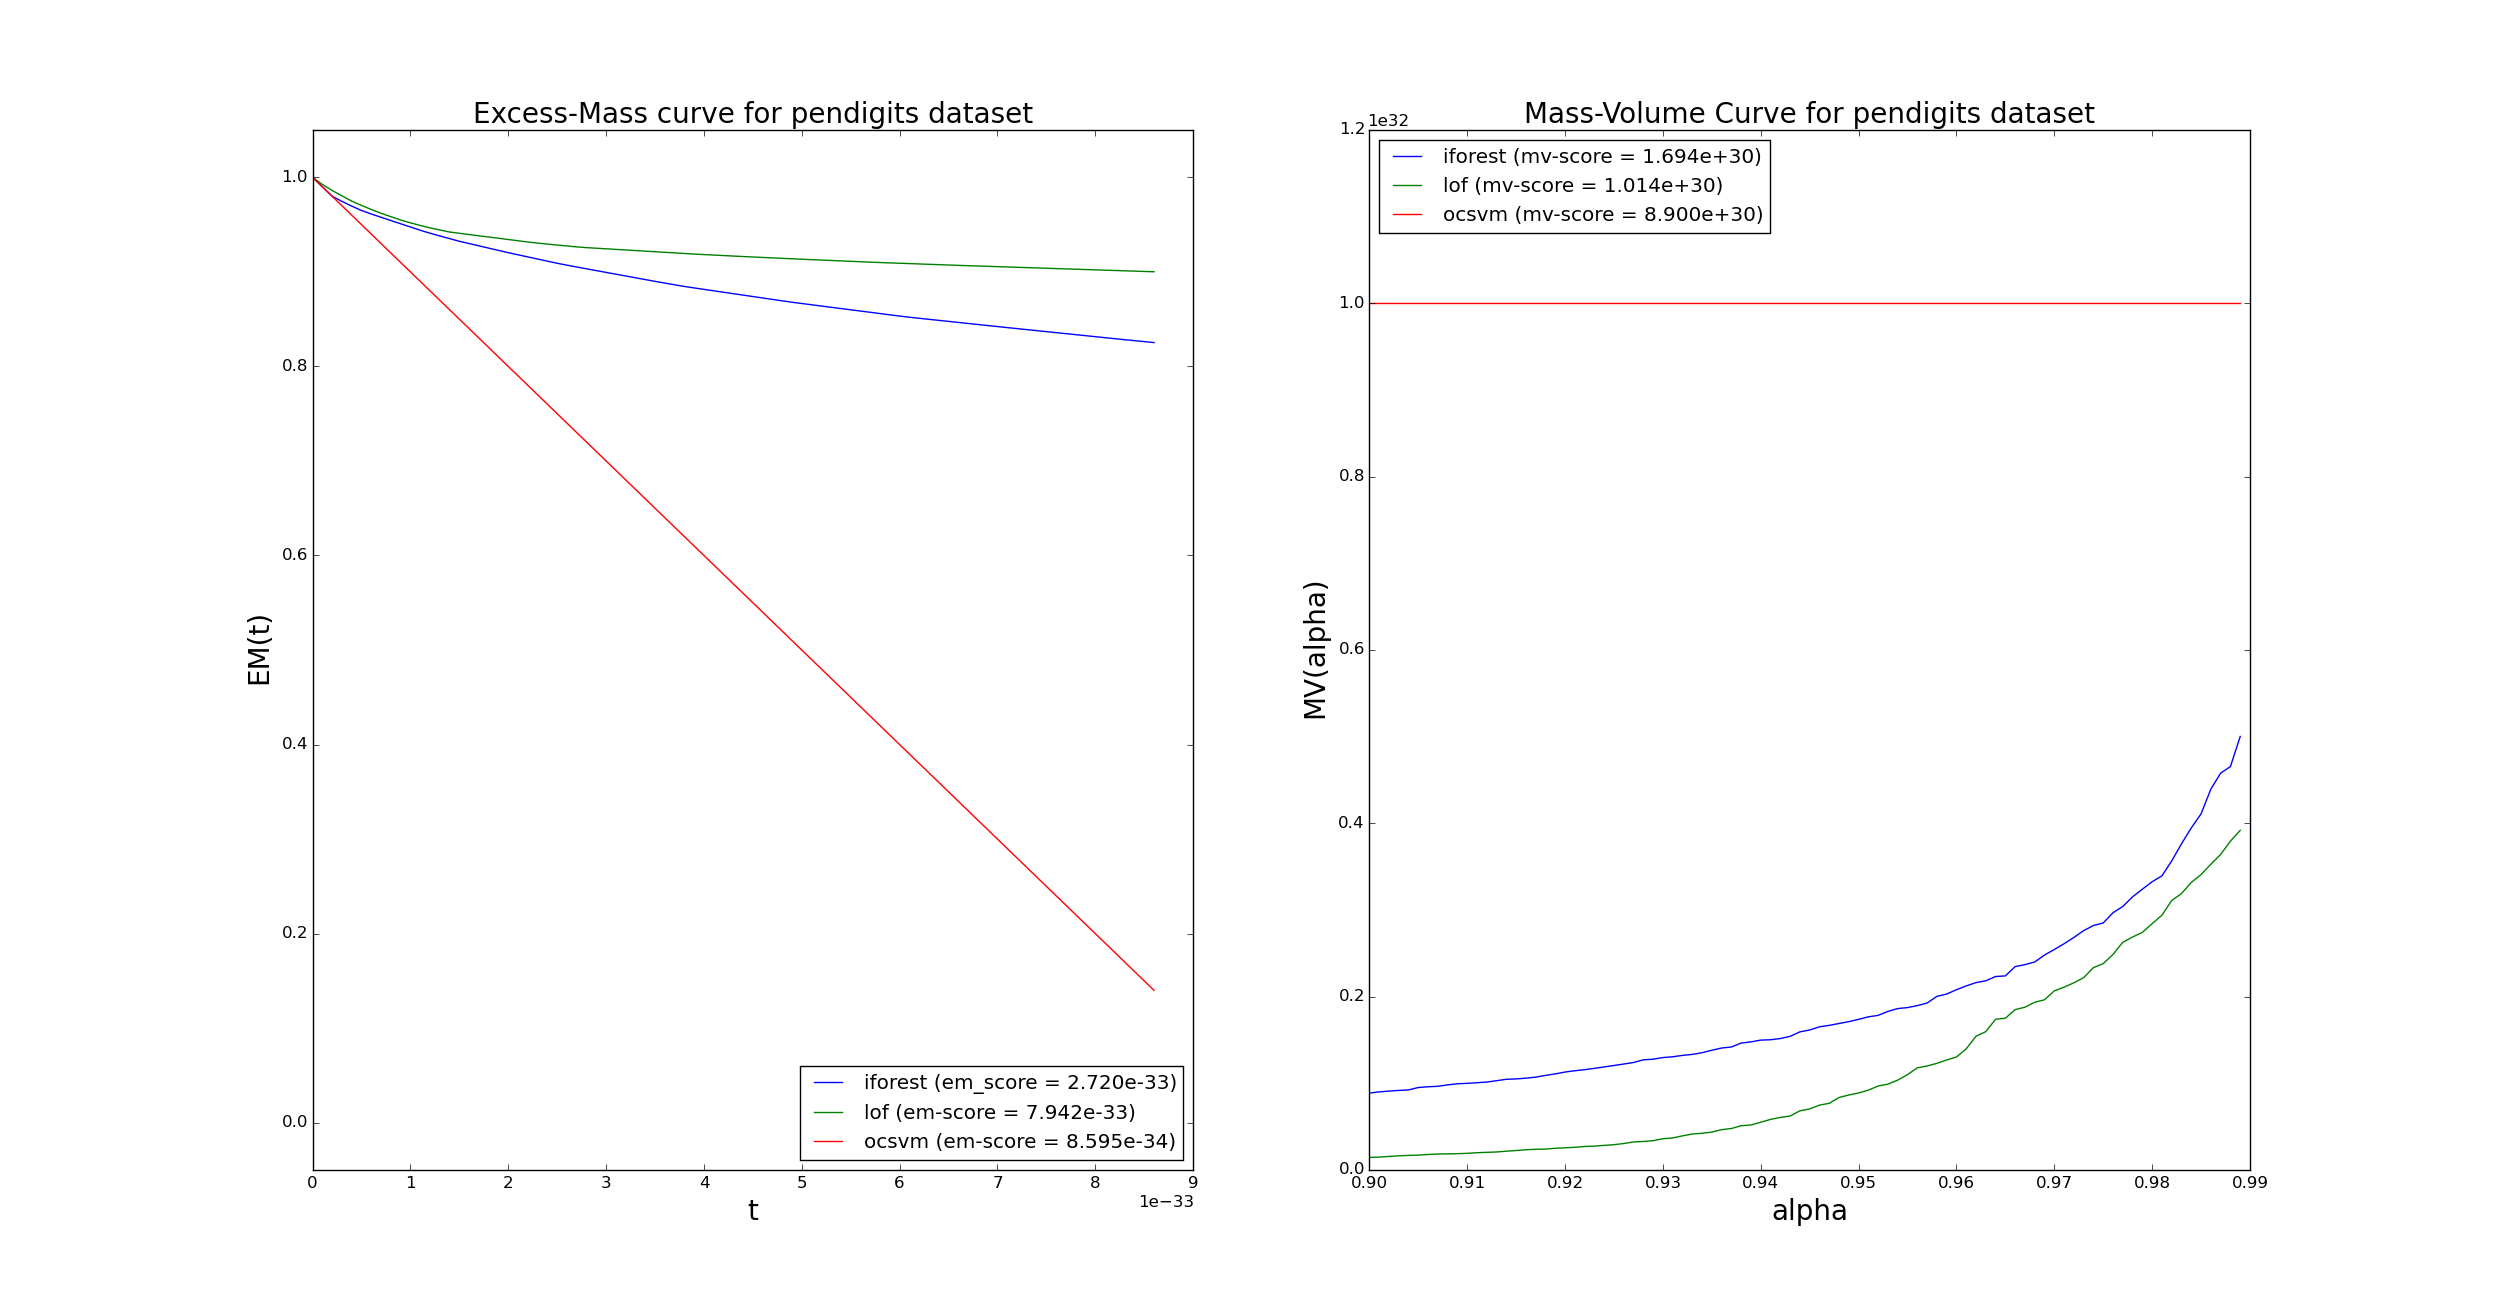 Excess-Mass curve for pendigits dataset
1.0
0.8
0.6
0.4
0.2
0.0
EM(t)
iforest (em_score = 2.720e-33)
lof (em-score = 7.942e-33)
ocsvm (em-score = 8.595e-34)
0 1 2 3 4 5 6 7 8 9
1e−33
t
Mass-Volume Curve for pendigits dataset
1e32
1.2
1.0
0.8
0.6
0.4
0.2
0.0
MV(alpha)
iforest (mv-score = 1.694e+30)
lof (mv-score = 1.014e+30)
ocsvm (mv-score = 8.900e+30)
0.90 0.91 0.92 0.93 0.94 0.95 0.96 0.97 0.98 0.99
alpha